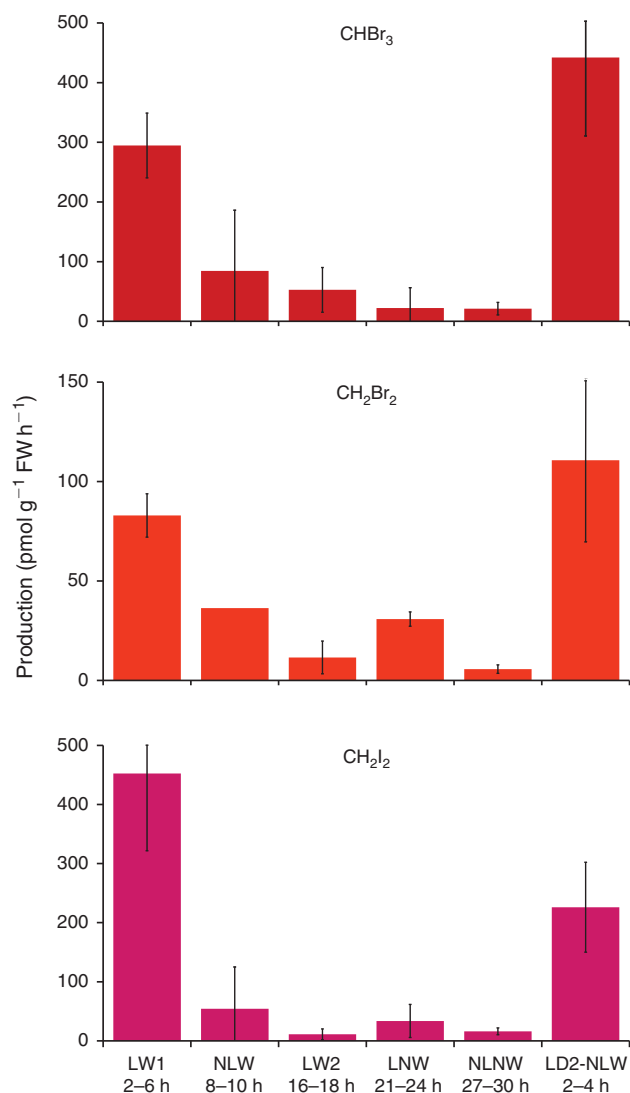 CHBr₃
500
400
300
200
100
0
CH₂Br₂
150
100
50
0
Production (pmol g⁻¹ FW h⁻¹)
CH₂I₂
500
400
300
200
100
0
LW1 NLW LW2 LNW NLNW LD2-NLW
2–6 h 8–10 h 16–18 h 21–24 h 27–30 h 2–4 h